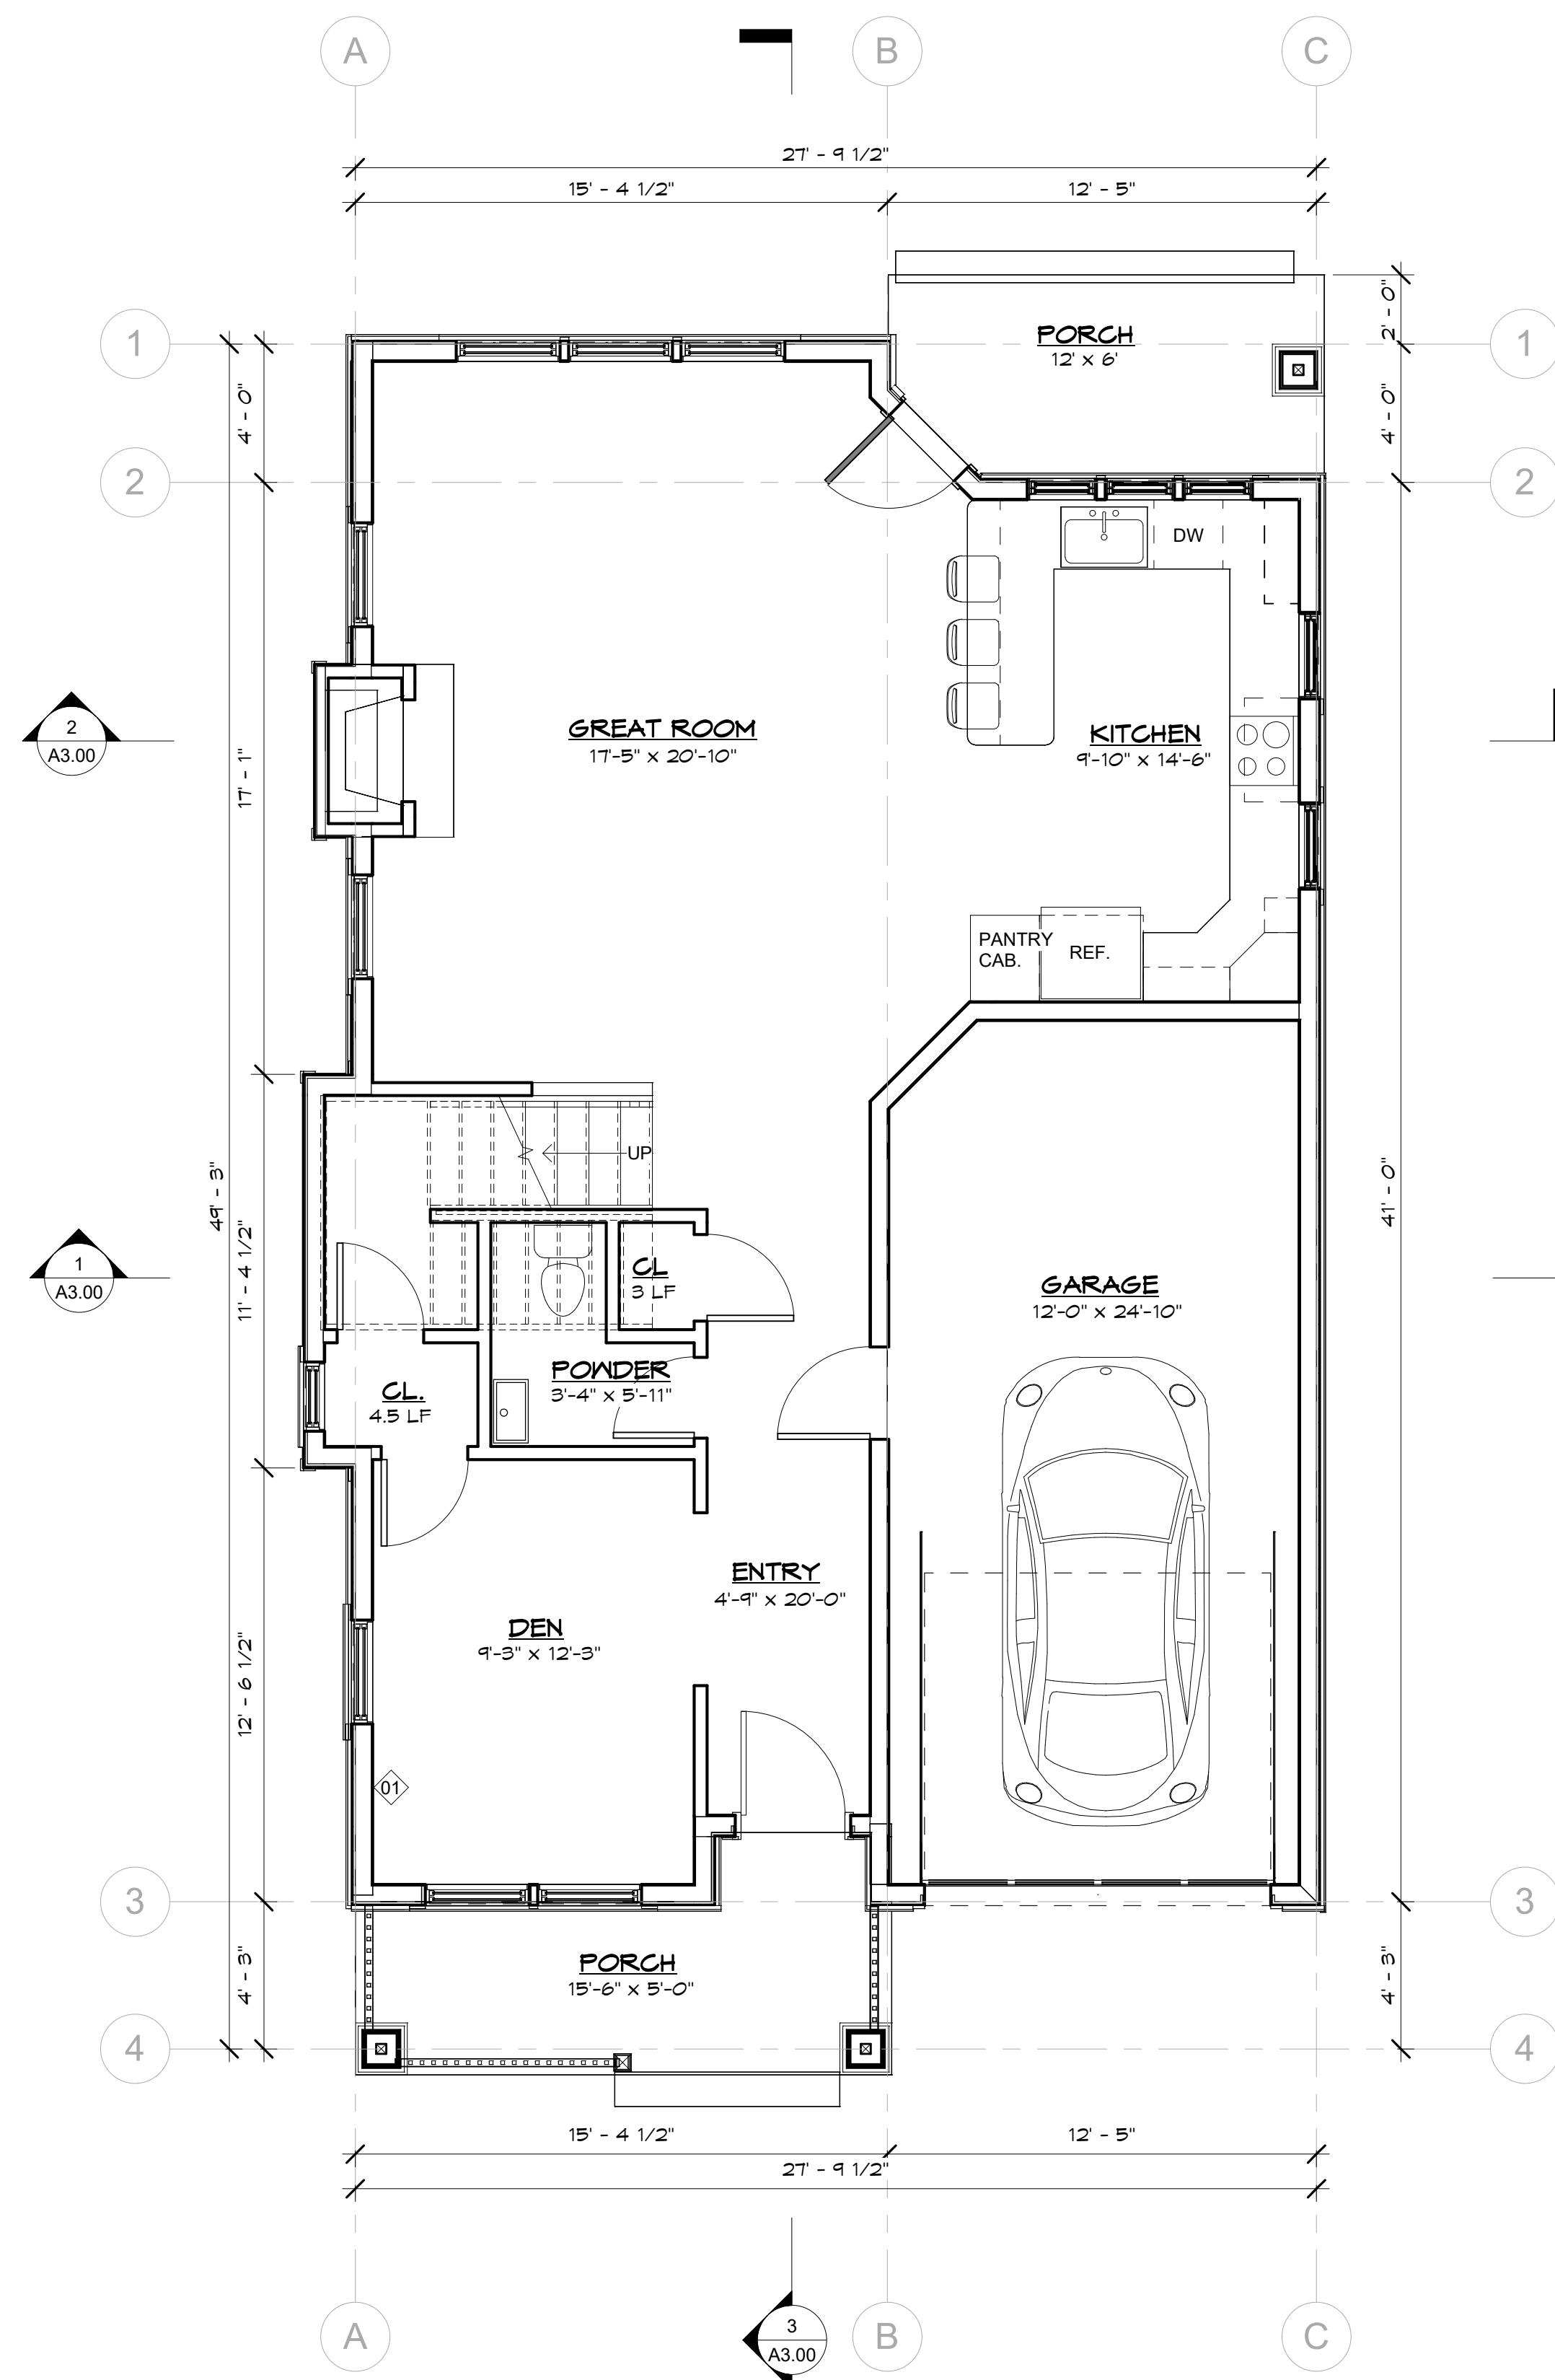 A
B
C
27' - 9 1/2"
15' - 4 1/2"
12' - 5"
2' - 0"
1
PORCH
12' x 6'
1
4' - 0"
4' - 0"
2
2
DW
2
A3.00
GREAT ROOM
17'-5" x 20'-10"
KITCHEN
9'-10" x 14'-6"
17' - 1"
PANTRY
CAB.
REF.
UP
49' - 3"
41' - 0"
1
A3.00
11' - 4 1/2"
CL
3 LF
GARAGE
12'-0" x 24'-10"
POWDER
3'-4" x 5'-11"
CL.
4.5 LF
ENTRY
4'-9" x 20'-0"
DEN
9'-3" x 12'-3"
12' - 6 1/2"
01
3
3
PORCH
15'-6" x 5'-0"
4' - 3"
4' - 3"
4
4
15' - 4 1/2"
12' - 5"
27' - 9 1/2"
A
3
A3.00
B
C